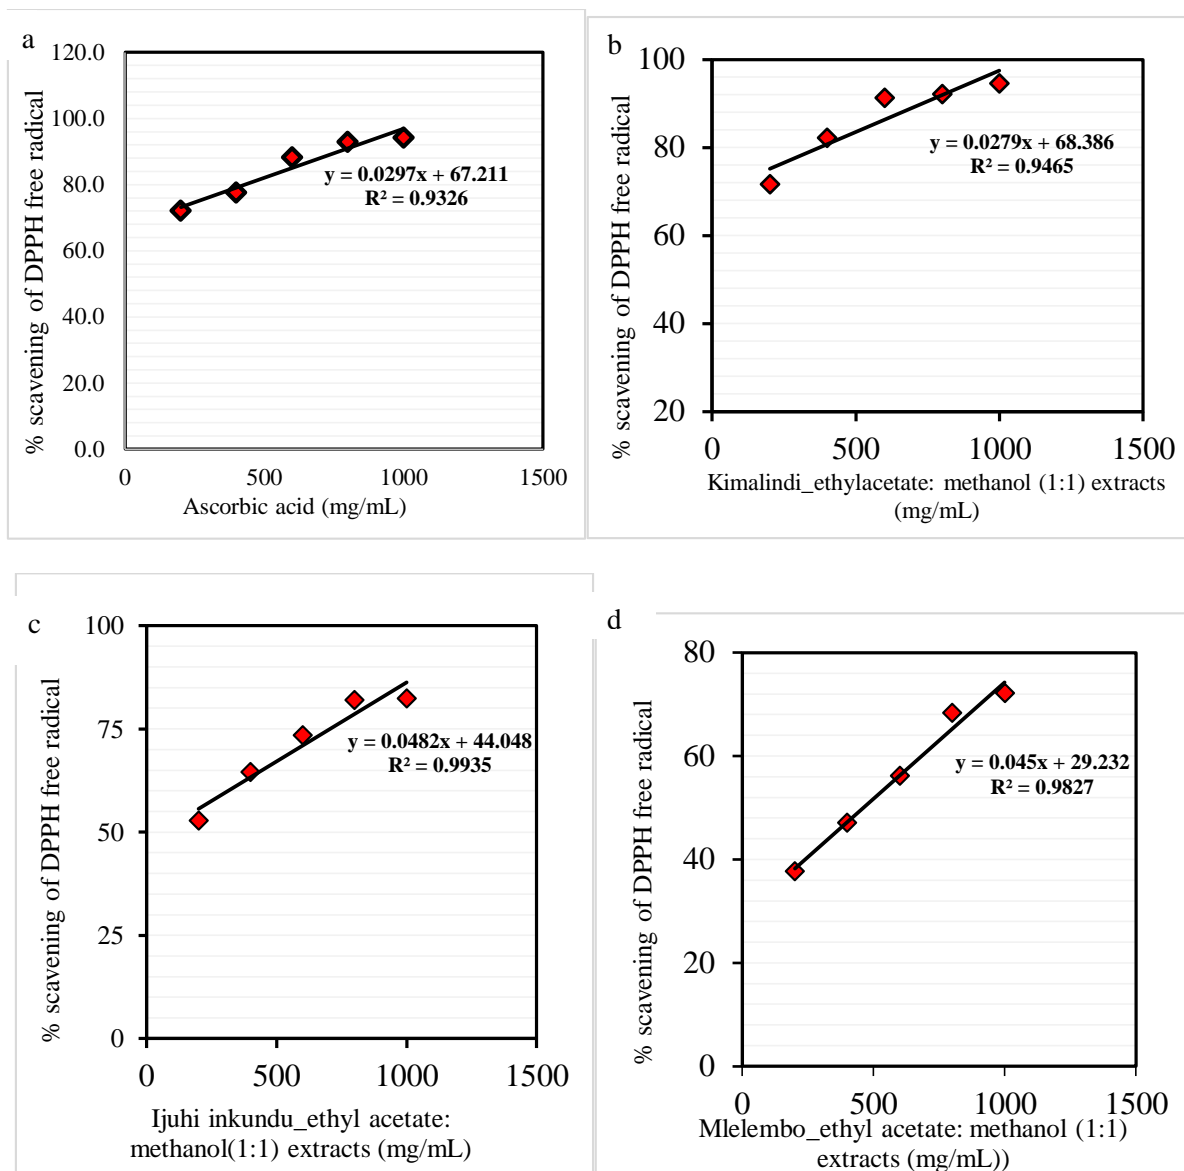 a
120.0
100.0
80.0
60.0
40.0
20.0
0.0
% scavening of DPPH free radical
y = 0.0297x + 67.211
R² = 0.9326
0 500 1000 1500
Ascorbic acid (mg/mL)
b
100
80
60
40
20
% scavening of DPPH free radical
y = 0.0279x + 68.386
R² = 0.9465
0 500 1000 1500
Kimalindi_ethylacetate: methanol (1:1) extracts
(mg/mL)
c
100
75
50
25
0
% scavening of DPPH free radical
y = 0.0482x + 44.048
R² = 0.9935
0 500 1000 1500
Ijuhi inkundu_ethyl acetate:
methanol(1:1) extracts (mg/mL)
d
80
60
40
20
0
% scavening of DPPH free radical
y = 0.045x + 29.232
R² = 0.9827
0 500 1000 1500
Mlelembo_ethyl acetate: methanol (1:1)
extracts (mg/mL))